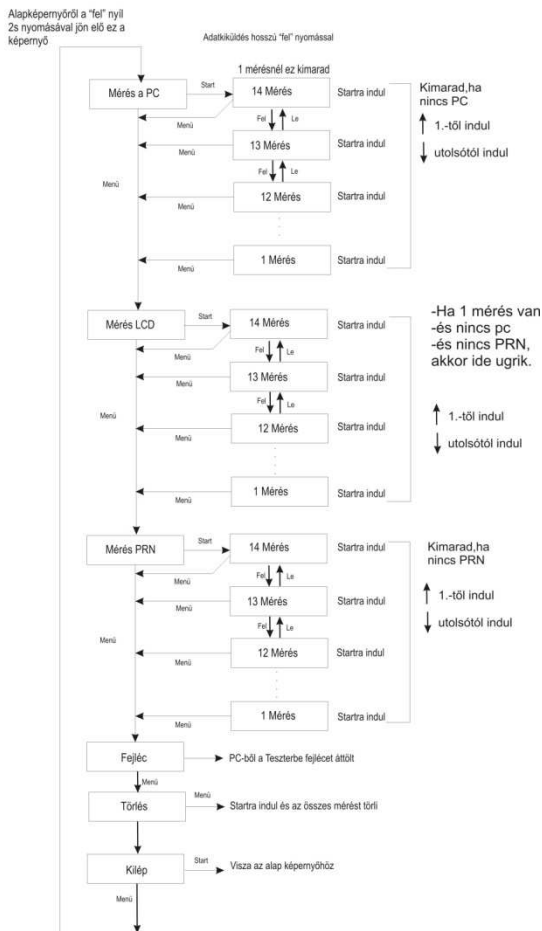 Alapképernyőről a "fel" nyíl
2s nyomásával jön elő ez a
képernyő
Adatkiküldés hosszú "fel" nyomással
1 mérésnél ez kimarad
Mérés a PC
Start
14 Mérés
Startra indul
Kimarad,ha
nincs PC
Menü
Fel
Le
1.-től indul
13 Mérés
Startra indul
utolsótól indul
Menü
Fel
Le
Menü
12 Mérés
Startra indul
Menü
1 Mérés
Startra indul
Menü
Mérés LCD
Start
14 Mérés
Startra indul
-Ha 1 mérés van
-és nincs pc
-és nincs PRN,
akkor ide ugrik.
Menü
Fel
Le
13 Mérés
Startra indul
Menü
Fel
Le
1.-től indul
Menü
12 Mérés
Startra indul
utolsótól indul
Menü
1 Mérés
Startra indul
Menü
Mérés PRN
Start
14 Mérés
Startra indul
Kimarad,ha
nincs PRN
Menü
Fel
Le
1.-től indul
13 Mérés
Startra indul
utolsótól indul
Menü
Fel
Le
Menü
12 Mérés
Startra indul
Menü
1 Mérés
Startra indul
Menü
Fejléc
PC-ből a Teszterbe fejlécet áttölt
Menü
Törlés
Menü
Startra indul és az összes mérést törli
Kilép
Start
Visza az alap képernyőhöz
Menü